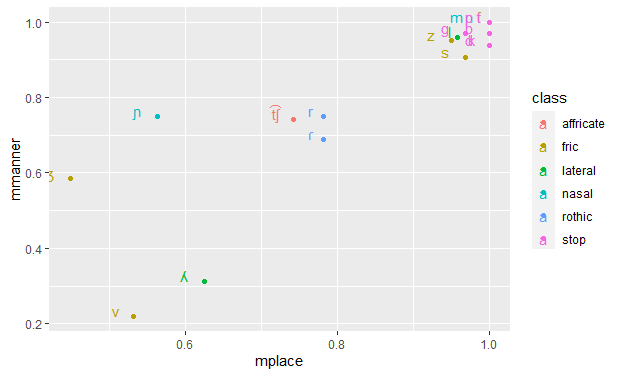 1.0
m
f
g
l
z
s
k
0.8
ɲ
t͡ʃ
r
ɾ
0.6
ʒ
0.4
ʎ
v
0.2
mmanner
0.6 0.8 1.0
mplace
class
a affricate
a fric
a lateral
a nasal
a rothic
a stop